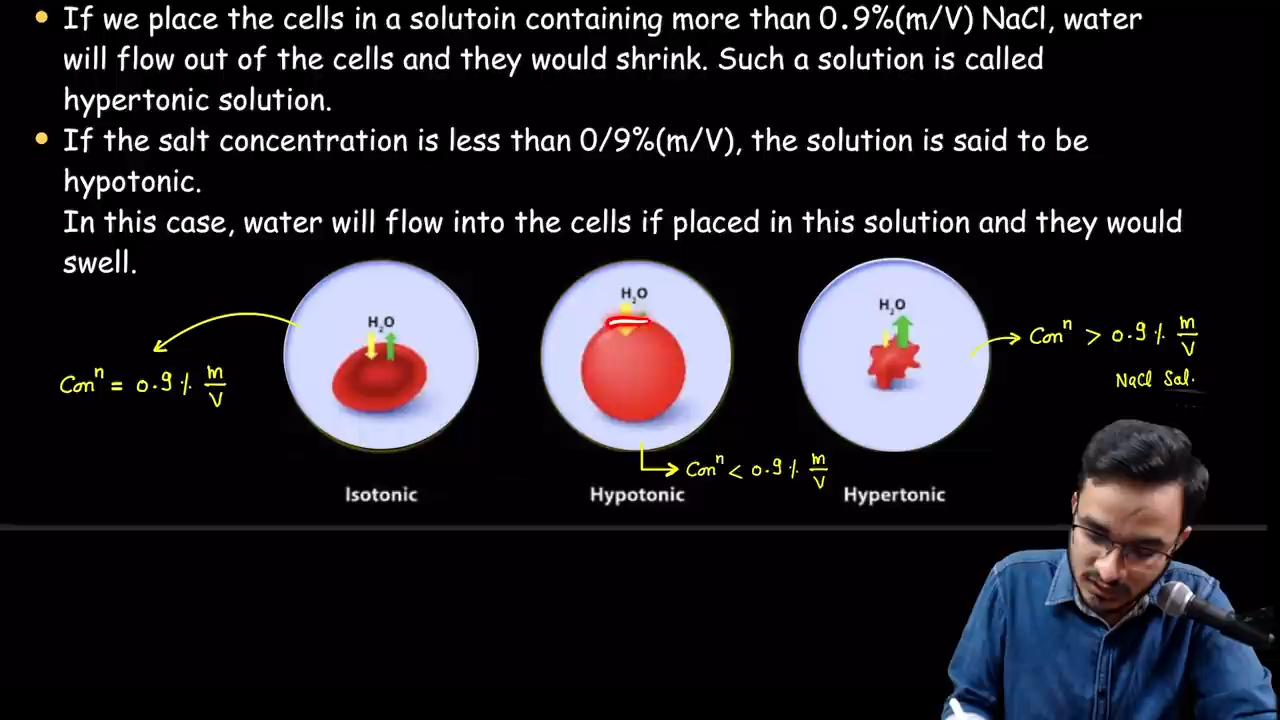 If we place the cells in a solutoin containing more than 0.9%(m/V) NaCl, water
will flow out of the cells and they would shrink. Such a solution is called
hypertonic solution.
If the salt concentration is less than 0/9%(m/V), the solution is said to be
hypotonic.
In this case, water will flow into the cells if placed in this solution and they would
swell.
H₂O
H₂O
H₂O
Conⁿ = 0.9 % m/V
Conⁿ > 0.9 % m/V
NaCl Sol.
Conⁿ < 0.9 % m/V
Isotonic
Hypotonic
Hypertonic